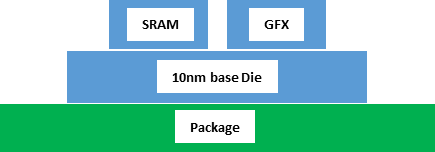 SRAM
GFX
10nm base Die
Package